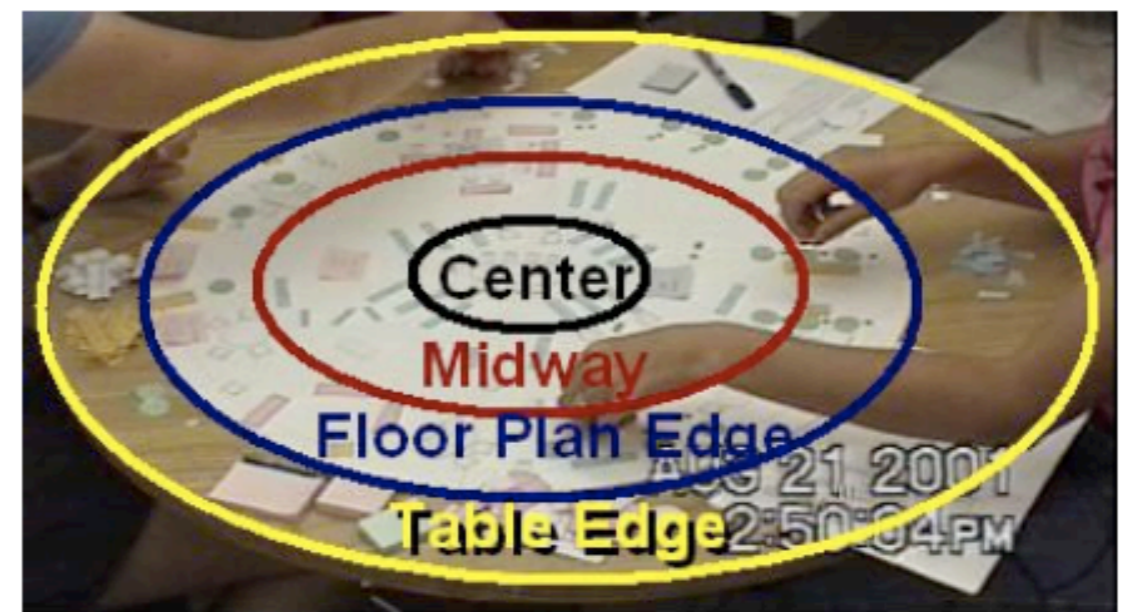 Center
Midway
Floor Plan Edge
AUG 21 2001
Table Edge
2:50:04PM